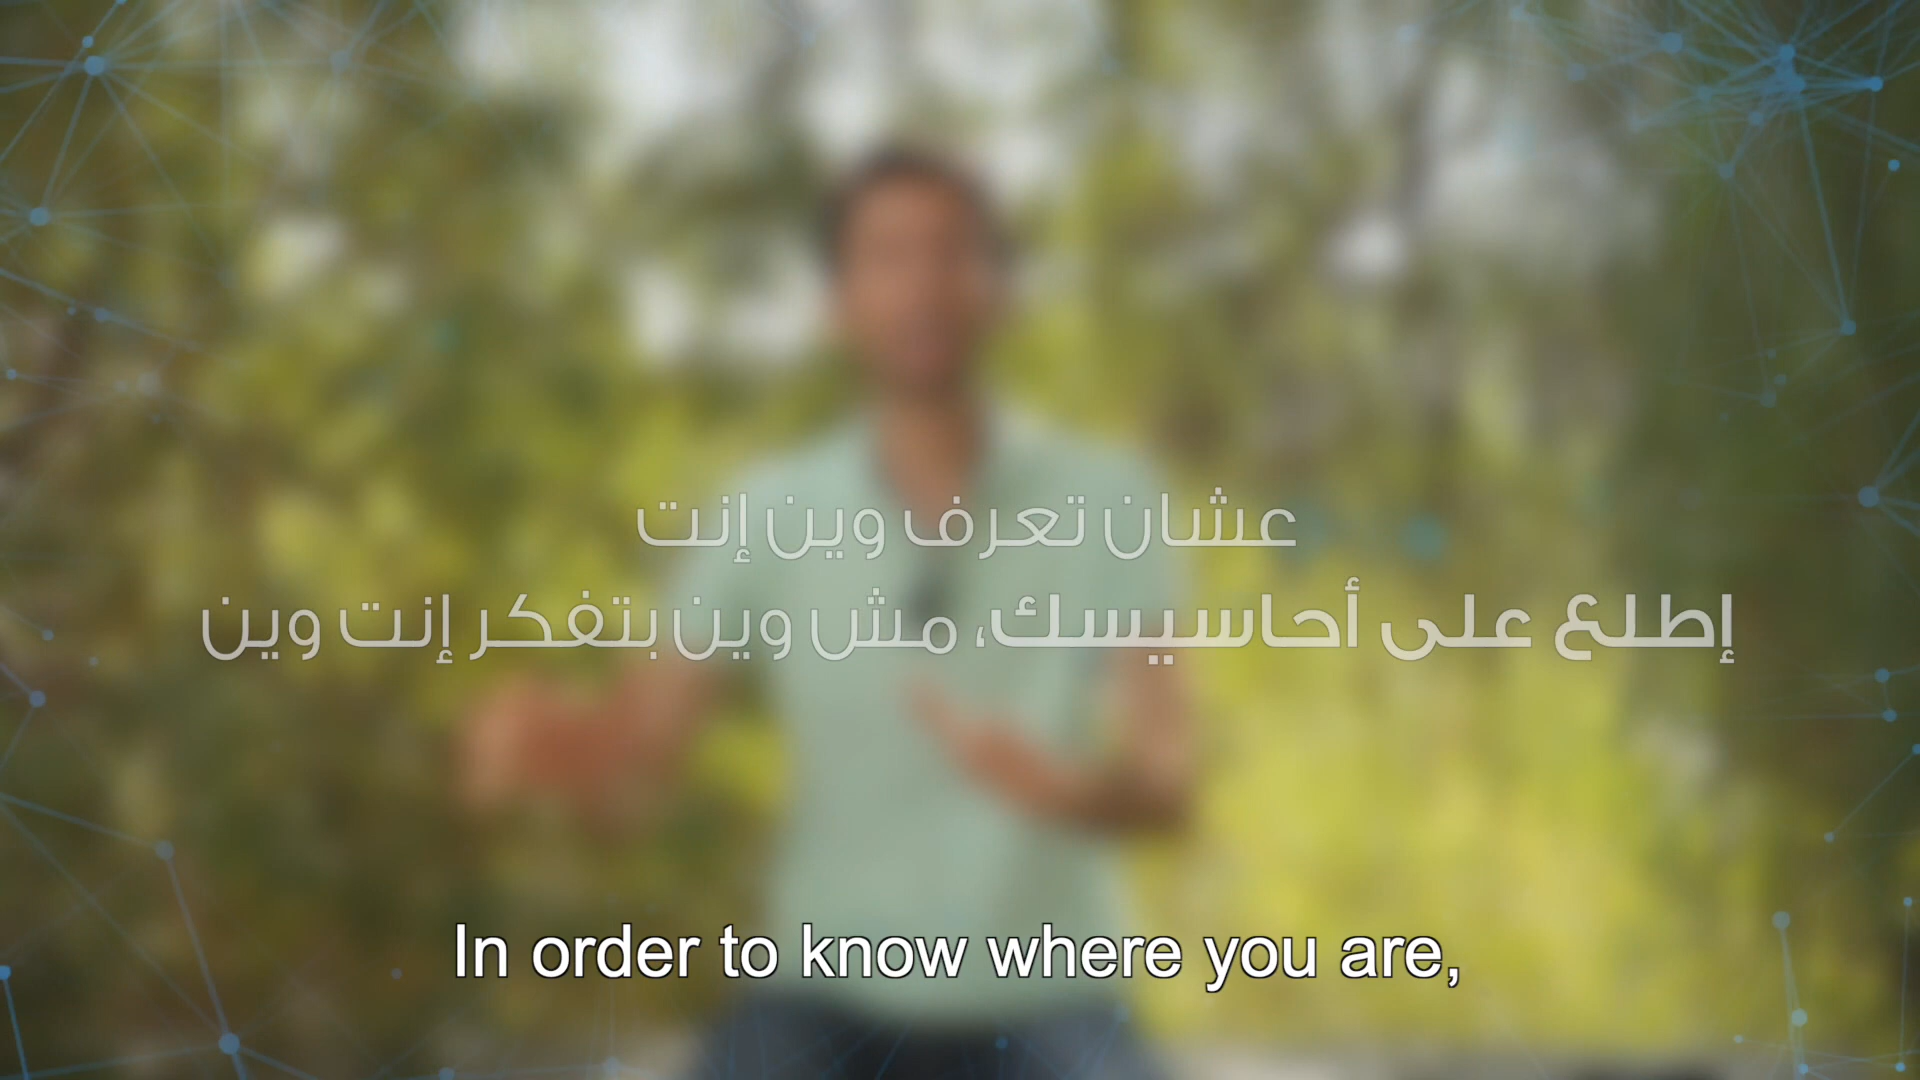 عشان تعرف وين إنت
إطلع على أحاسيسك، مش وين بتفكر إنت وين
In order to know where you are,